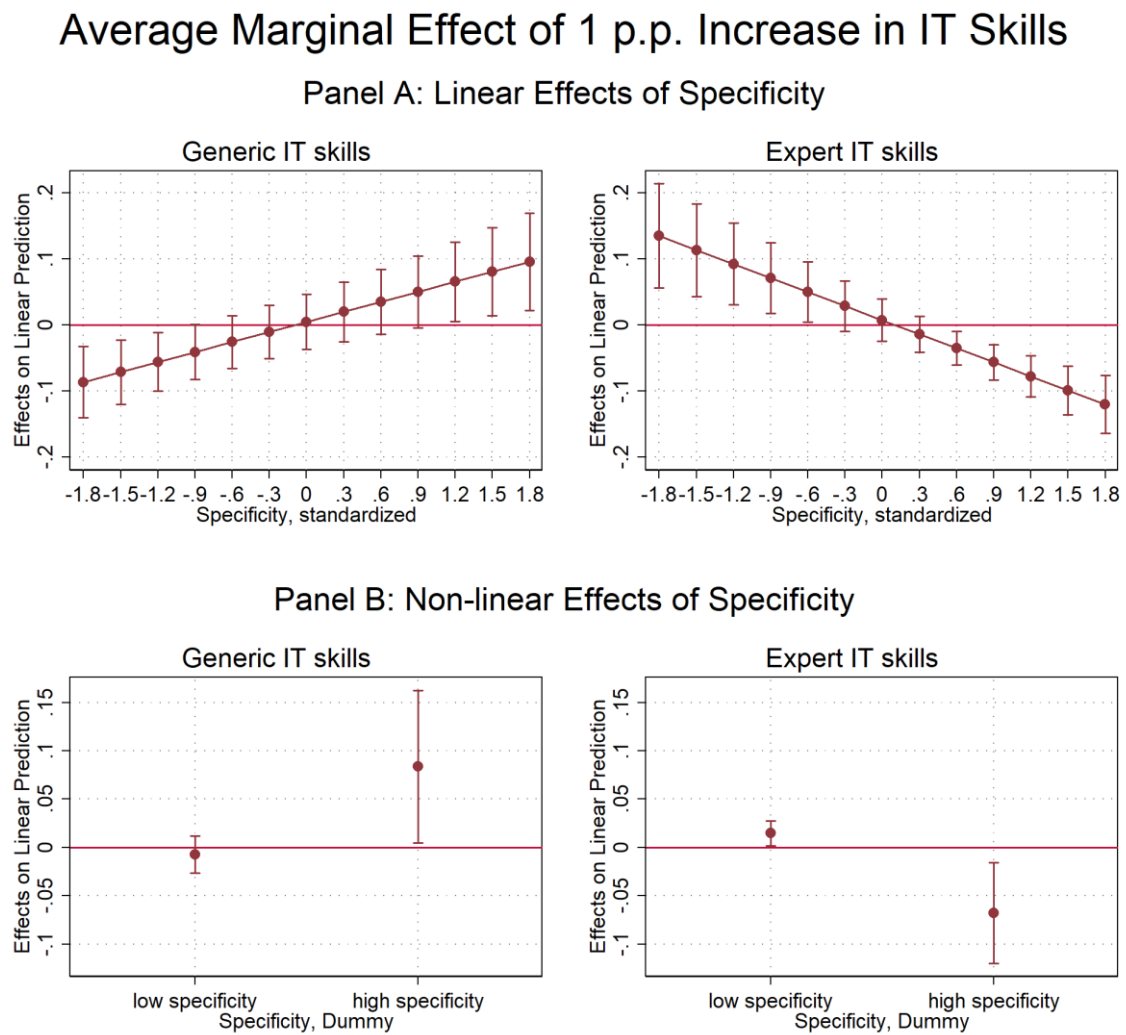 Average Marginal Effect of 1 p.p. Increase in IT Skills
Panel A: Linear Effects of Specificity
Generic IT skills
Effects on Linear Prediction
.2
.1
0
-.1
-.2
-1.8 -1.5 -1.2 -.9 -.6 -.3 0 .3 .6 .9 1.2 1.5 1.8
Specificity, standardized
Expert IT skills
Effects on Linear Prediction
.2
.1
0
-.1
-.2
-1.8 -1.5 -1.2 -.9 -.6 -.3 0 .3 .6 .9 1.2 1.5 1.8
Specificity, standardized
Panel B: Non-linear Effects of Specificity
Generic IT skills
Effects on Linear Prediction
.15
.1
.05
0
-.05
-.1
low specificity high specificity
Specificity, Dummy
Expert IT skills
Effects on Linear Prediction
.15
.1
.05
0
-.05
-.1
low specificity high specificity
Specificity, Dummy